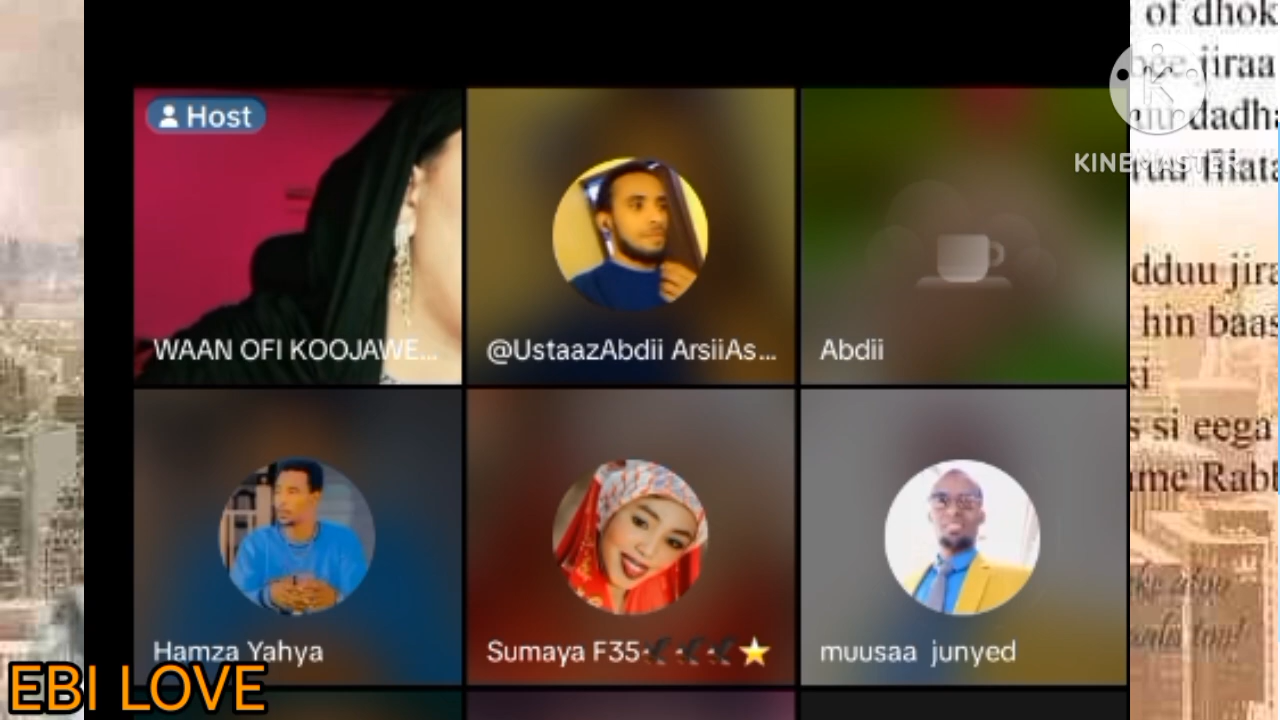 of dhok
jiraa
dadha
Host
WAAN OFI KOOJAWE...
@UstaazAbdii ArsiiAs...
Abdii
KINEMASTER
dduu jira
hin baas
si eega
ame Rabb
Hamza Yahya
Sumaya F35
muusaa junyed
EBI LOVE